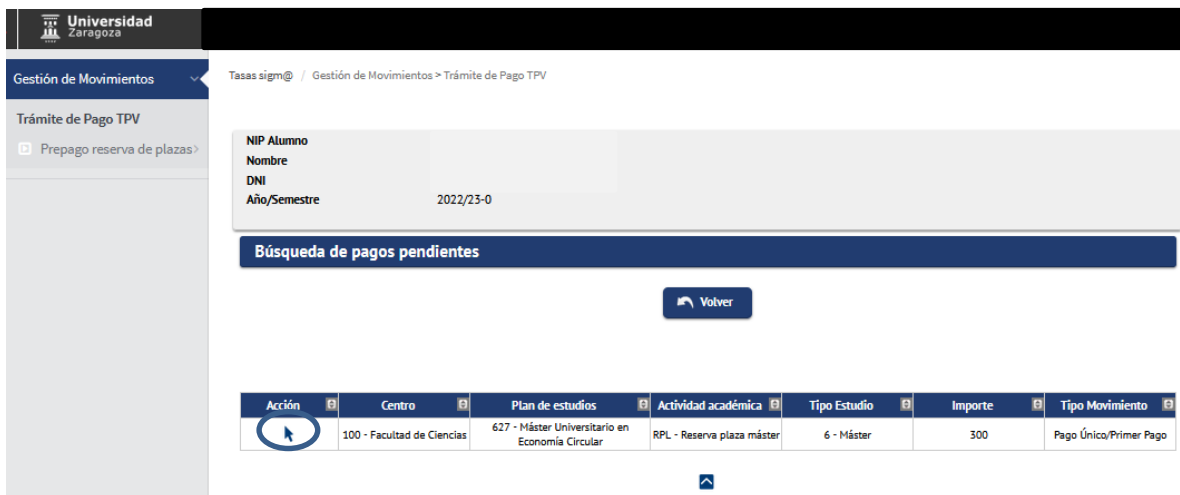 Universidad
Zaragoza
Gestión de Movimientos
Tasas sigm@ / Gestión de Movimientos > Trámite de Pago TPV
Trámite de Pago TPV
Prepago reserva de plazas
NIP Alumno
Nombre
DNI
Año/Semestre 2022/23-0
Búsqueda de pagos pendientes
Volver
Acción Centro Plan de estudios Actividad académica Tipo Estudio Importe Tipo Movimiento
100 - Facultad de Ciencias 627 - Máster Universitario en Economía Circular RPL - Reserva plaza máster 6 - Máster 300 Pago Único/Primer Pago